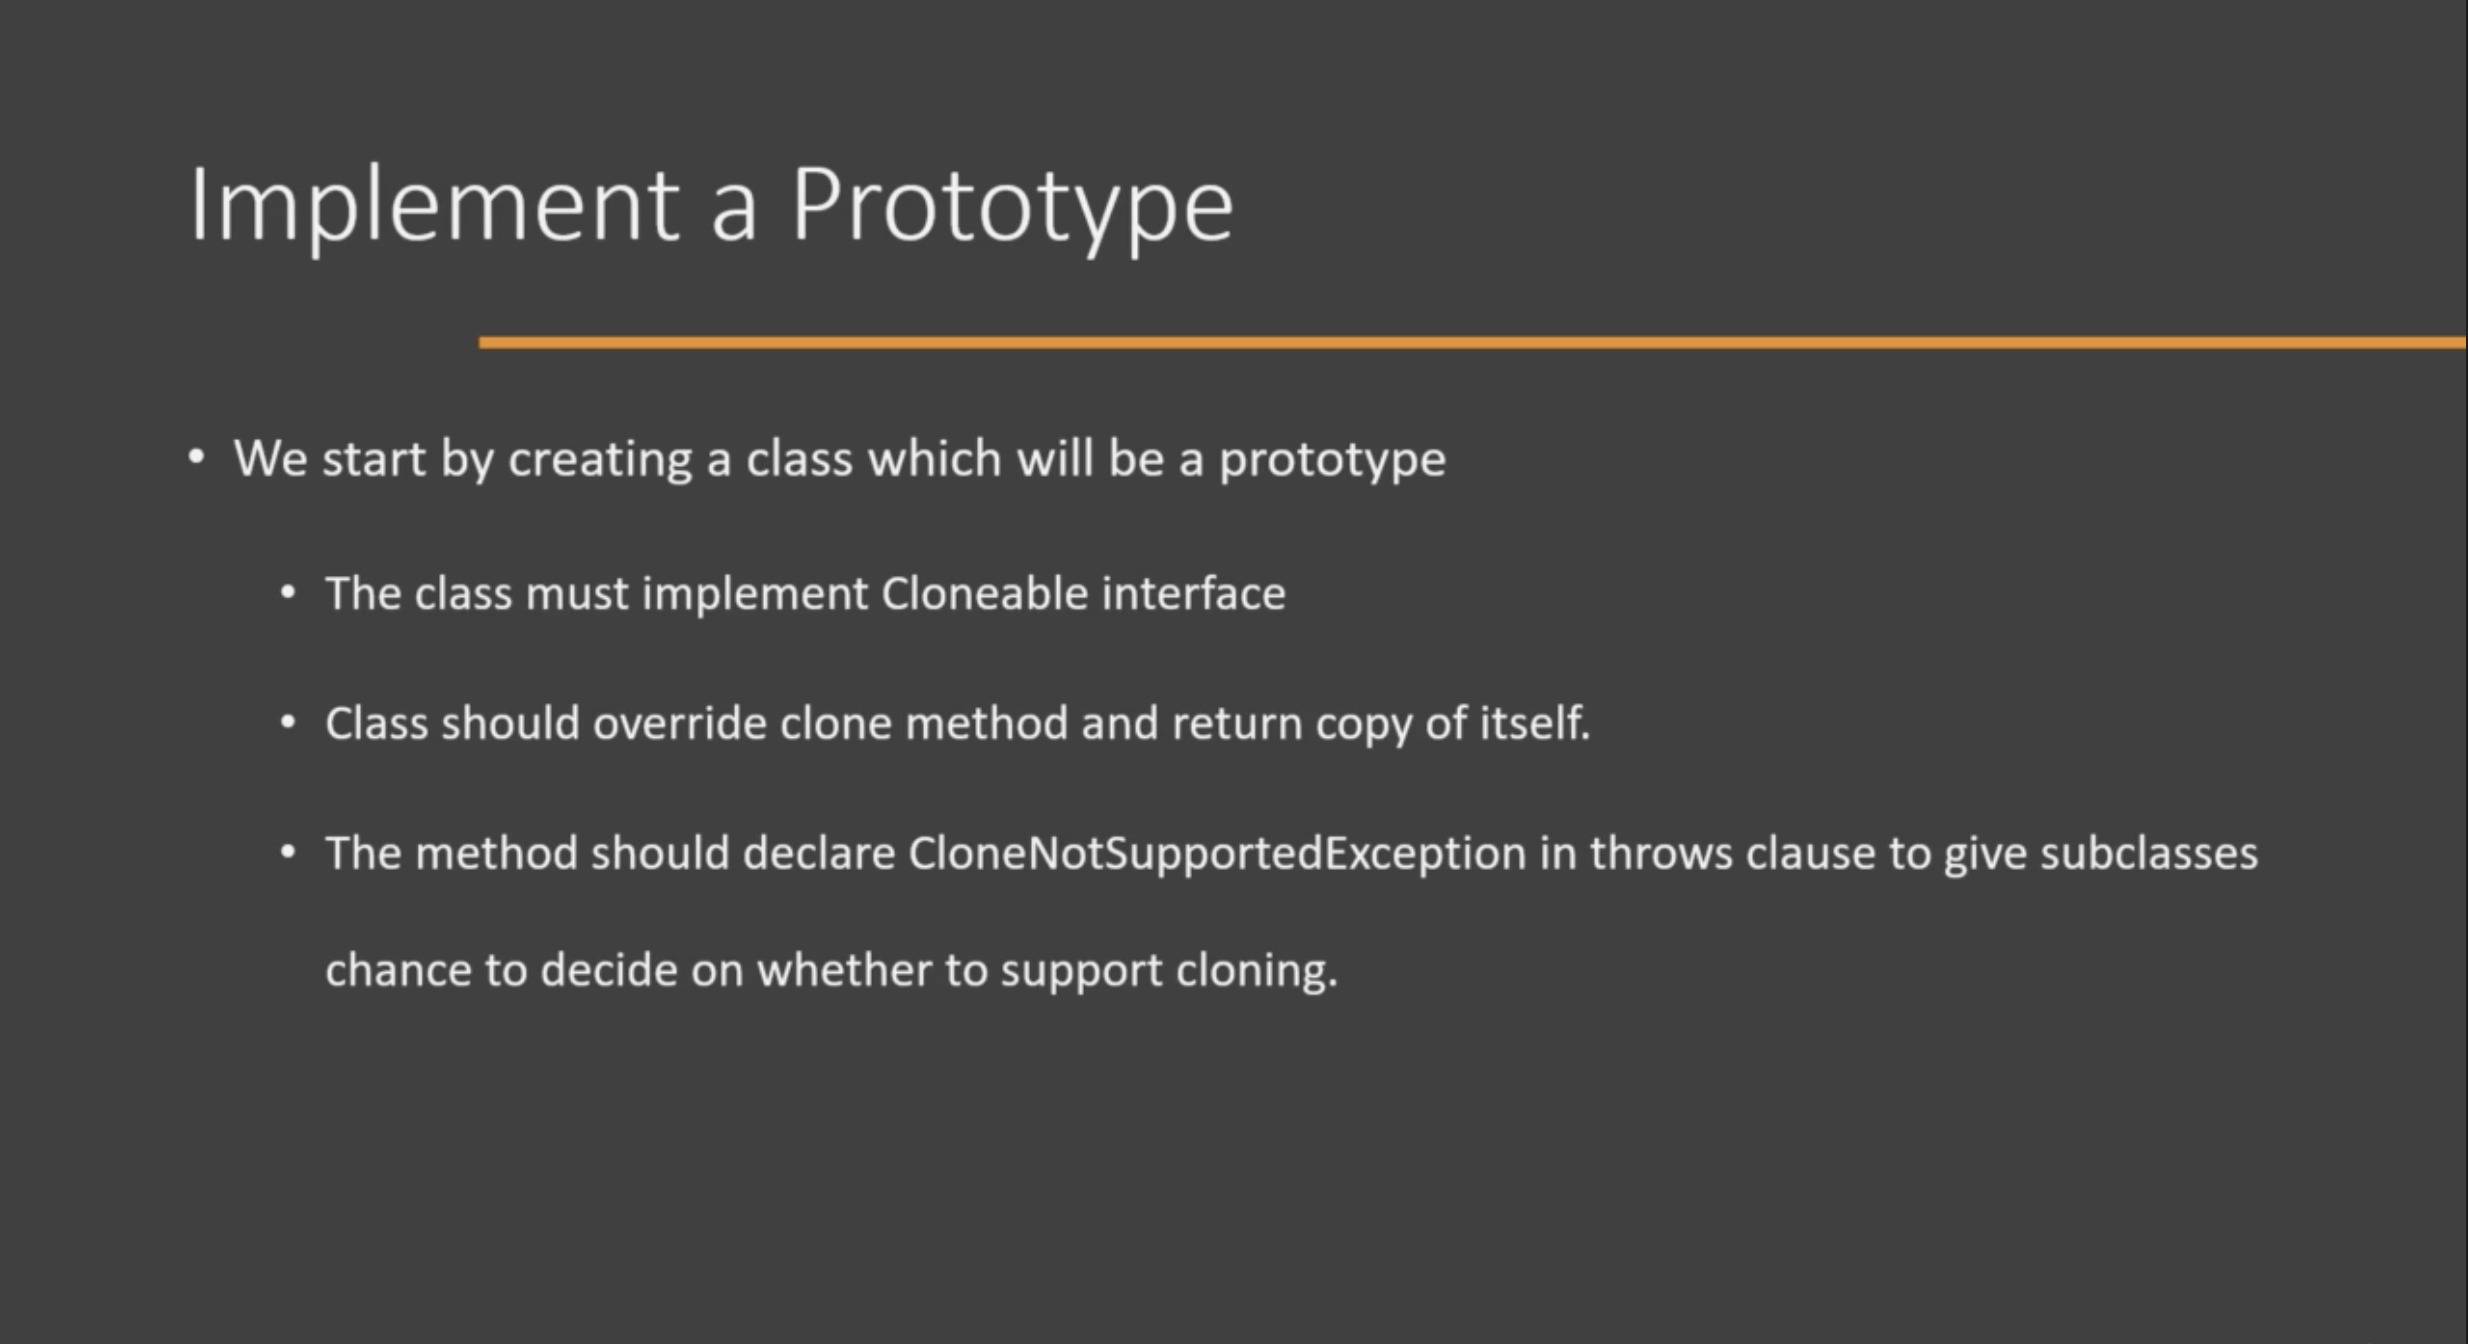 Implement a Prototype
• We start by creating a class which will be a prototype
• The class must implement Cloneable interface
• Class should override clone method and return copy of itself.
• The method should declare CloneNotSupportedException in throws clause to give subclasses
chance to decide on whether to support cloning.